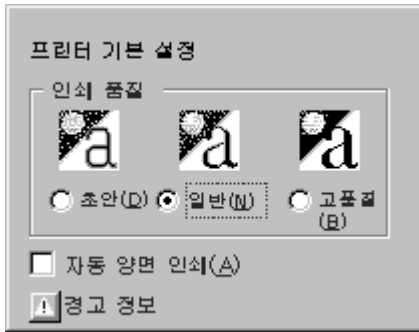 프린터 기본 설정
인쇄 품질
초안(D) 일반(N) 고품질
(B)
자동 양면 인쇄(A)
경고 정보